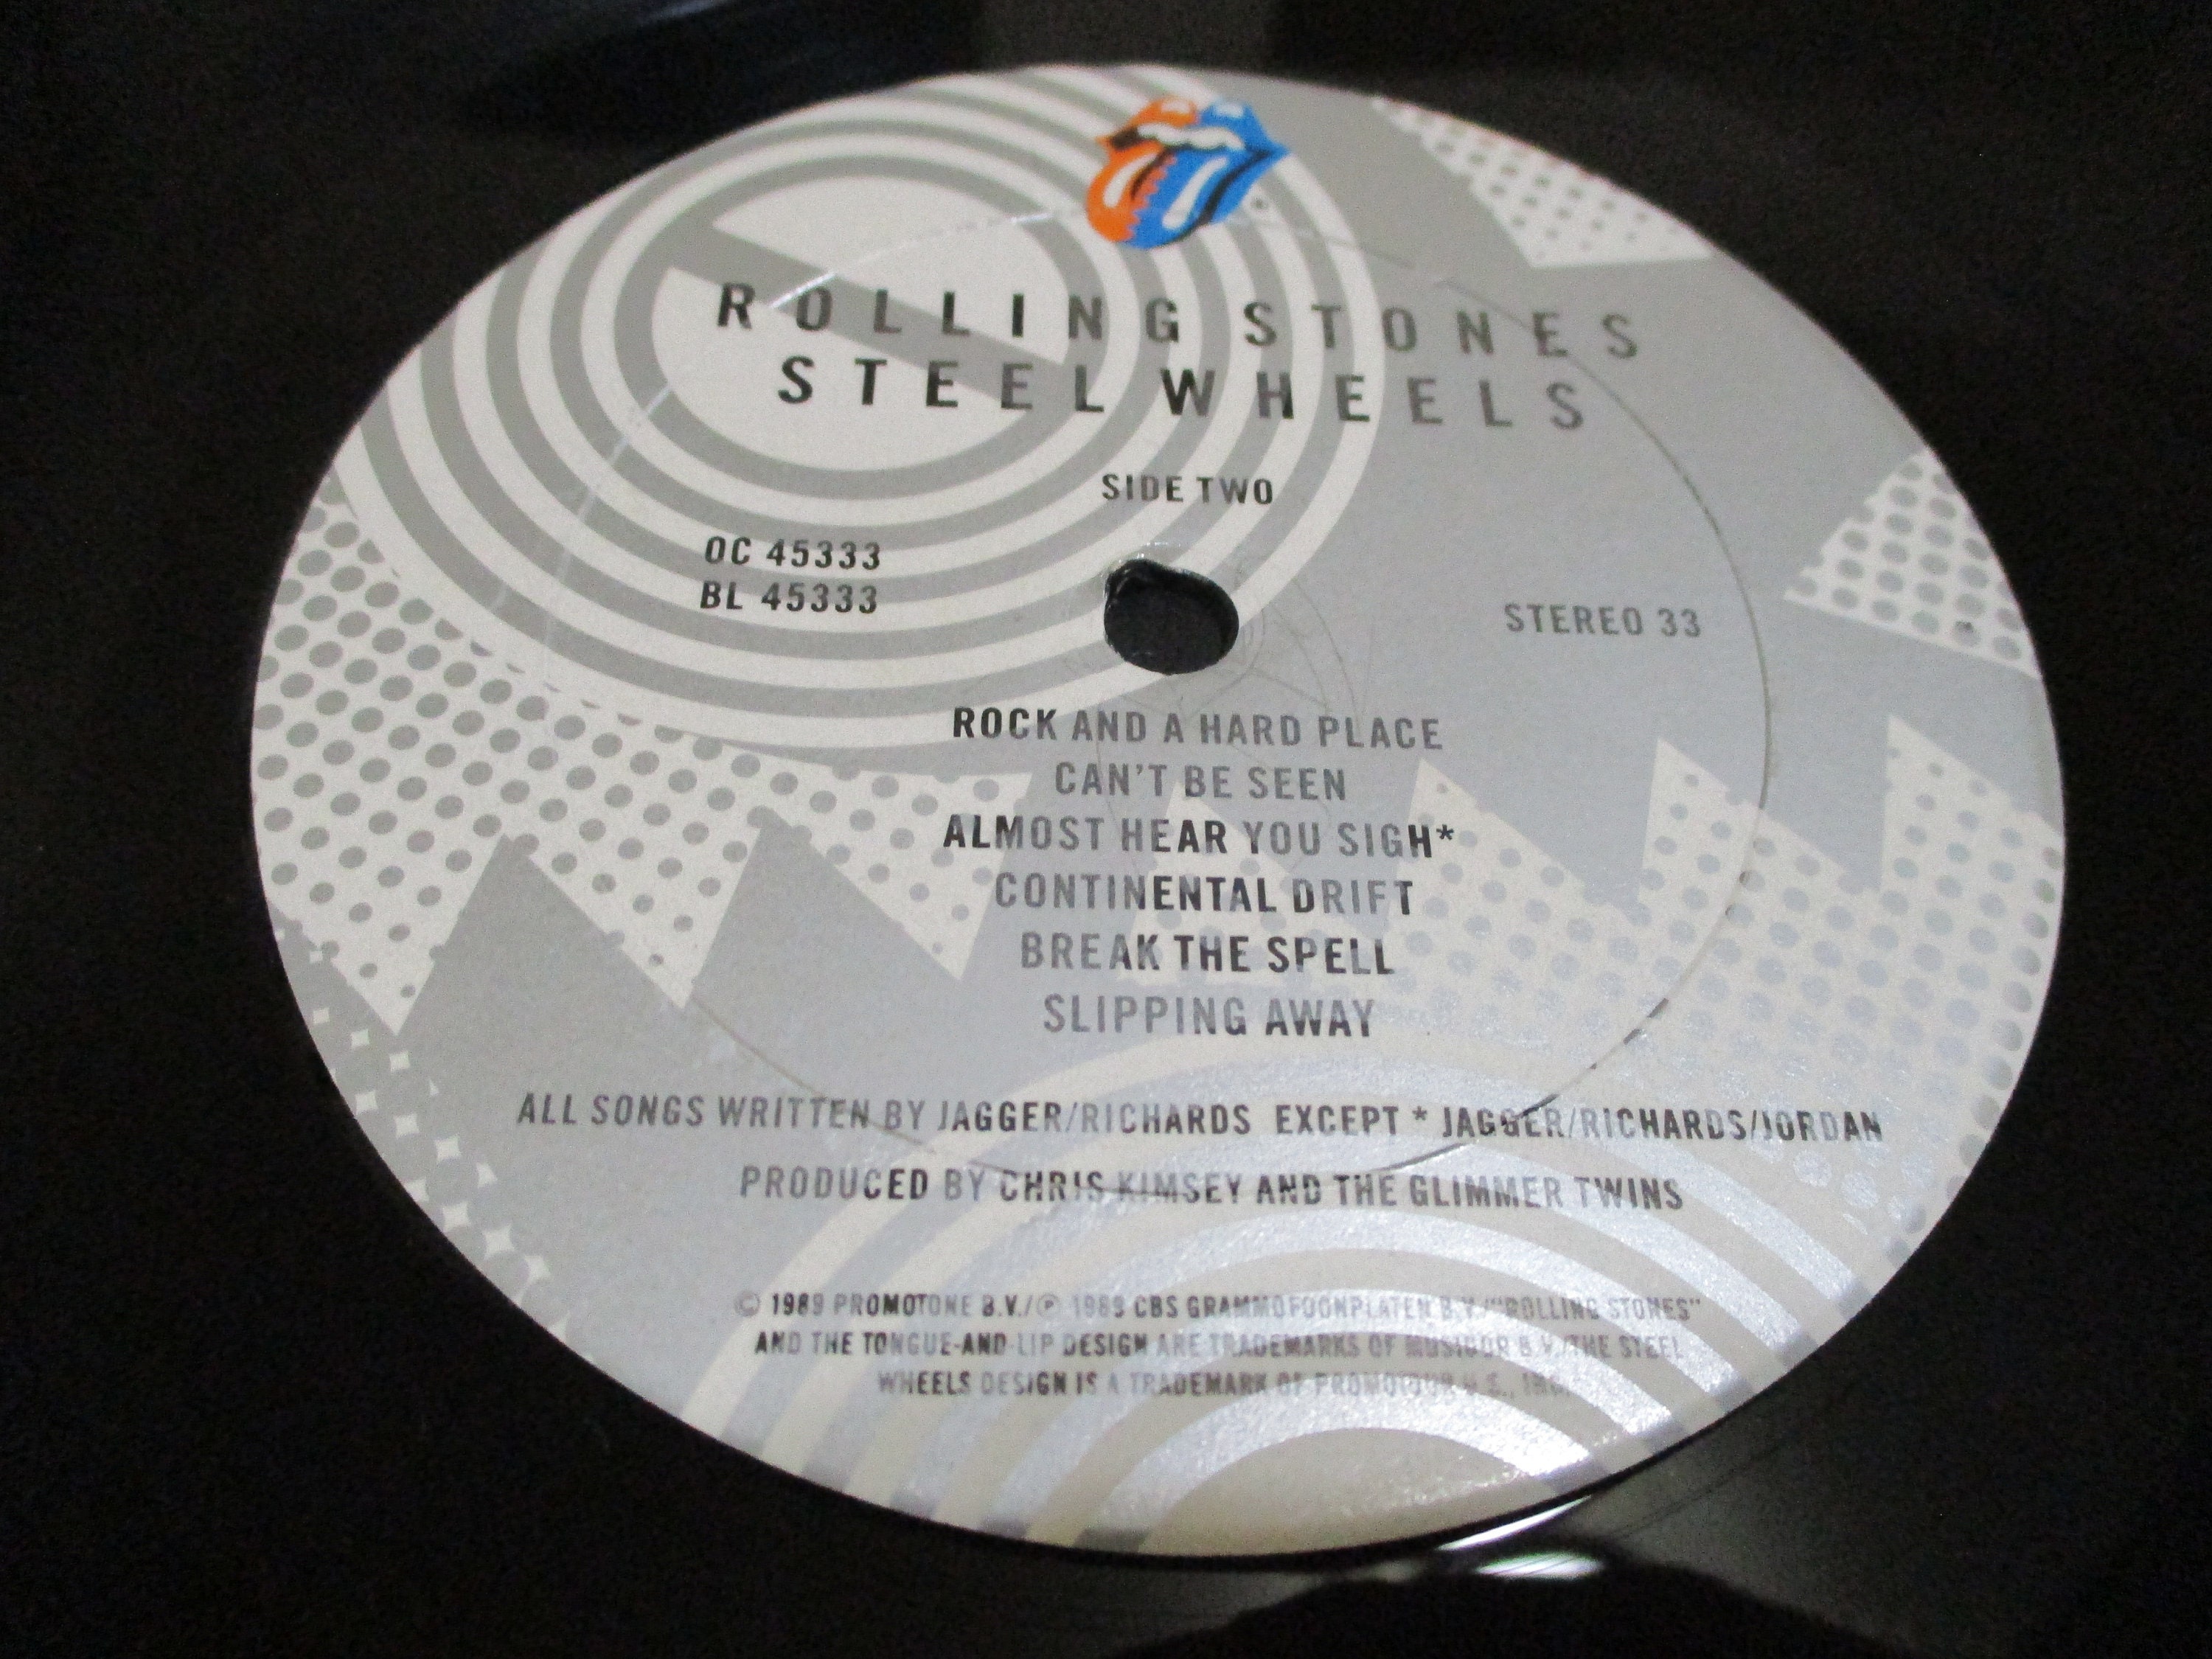 ROLLING STONES
STEEL WHEELS
SIDE TWO
OC 45333
BL 45333
STEREO 33
ROCK AND A HARD PLACE
CAN'T BE SEEN
ALMOST HEAR YOU SIGH*
CONTINENTAL DRIFT
BREAK THE SPELL
SLIPPING AWAY
ALL SONGS WRITTEN BY JAGGER/RICHARDS EXCEPT * JAGGER/RICHARDS/JORDAN
PRODUCED BY CHRIS KIMSEY AND THE GLIMMER TWINS
© 1989 PROMOTONE B.V./℗ 1989 CBS GRAMMOFOONPLATEN B.V./"ROLLING STONES"
AND THE TONGUE-AND-LIP DESIGN ARE TRADEMARKS OF MUSIDOR B.V./THE STEEL
WHEELS DESIGN IS A TRADEMARK OF PROMOTOUR U.S., INC.